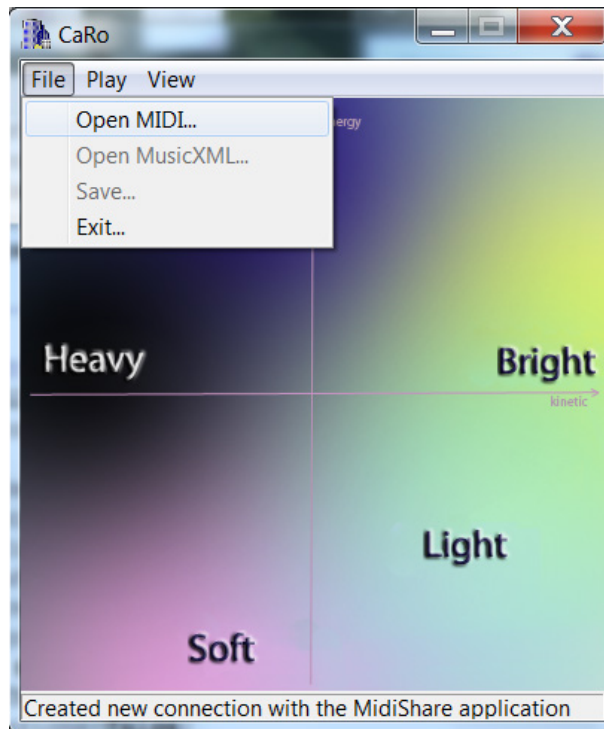 CaRo
File Play View
Open MIDI...
Open MusicXML...
Save...
Exit...
ergy
Heavy
Bright
kinetic
Light
Soft
Created new connection with the MidiShare application